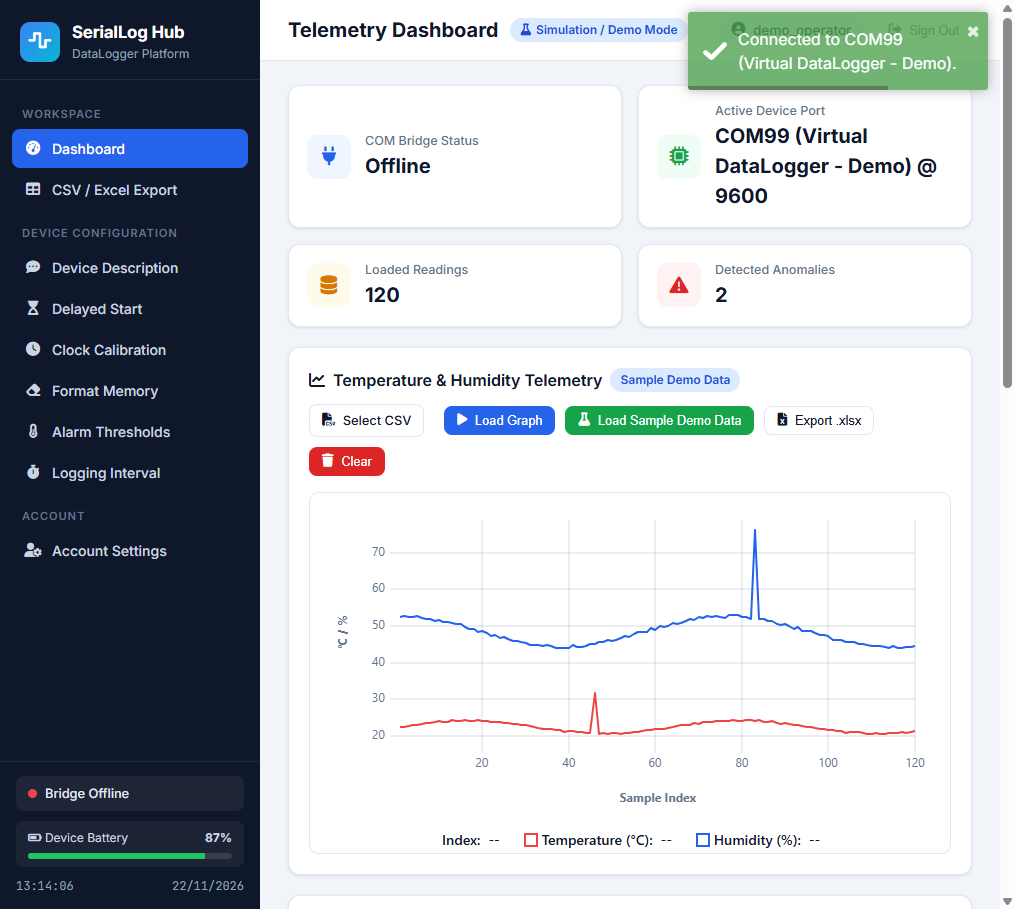 SerialLog Hub
DataLogger Platform
WORKSPACE
Dashboard
CSV / Excel Export
DEVICE CONFIGURATION
Device Description
Delayed Start
Clock Calibration
Format Memory
Alarm Thresholds
Logging Interval
ACCOUNT
Account Settings
Bridge Offline
Device Battery 87%
13:14:06 22/11/2026
Telemetry Dashboard
Simulation / Demo Mode
demo_operator
Sign Out
Connected to COM99
(Virtual DataLogger - Demo).
COM Bridge Status
Offline
Active Device Port
COM99 (Virtual
DataLogger - Demo) @
9600
Loaded Readings
120
Detected Anomalies
2
Temperature & Humidity Telemetry
Sample Demo Data
Select CSV
Load Graph
Load Sample Demo Data
Export .xlsx
Clear
70
60
50
40
30
20
°C / %
20 40 60 80 100 120
Sample Index
Index: -- Temperature (°C): -- Humidity (%): --